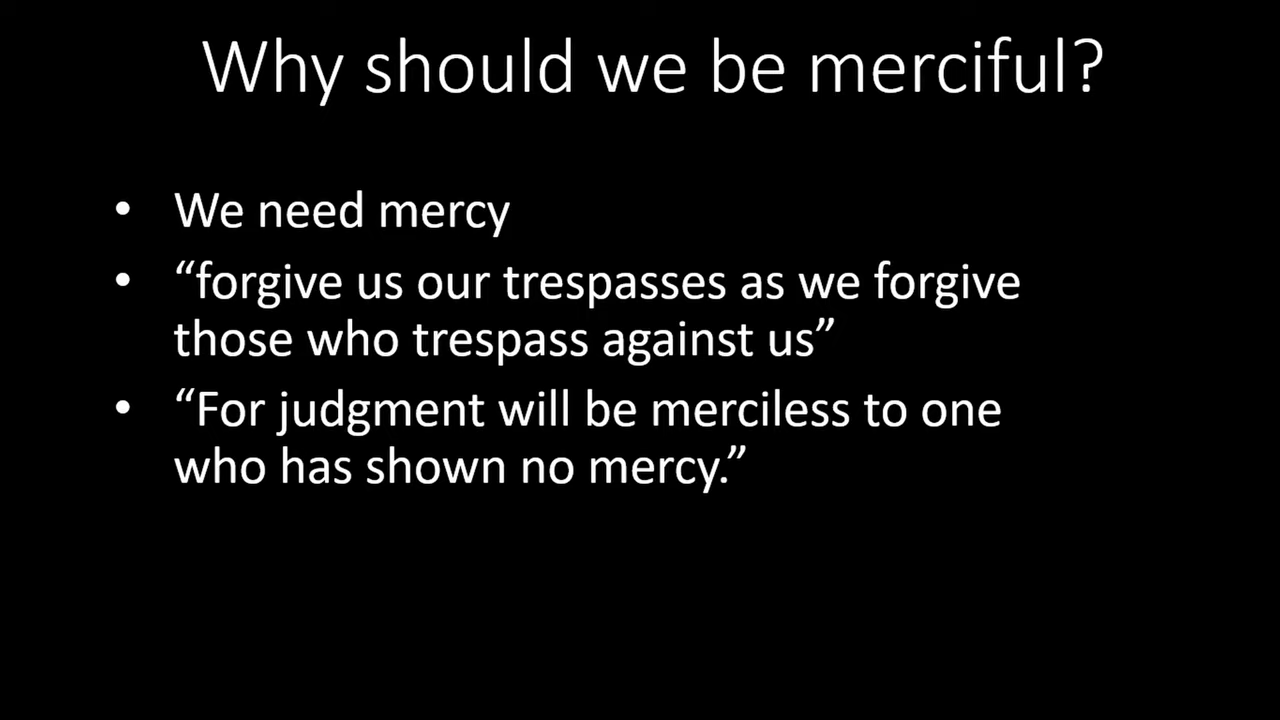 Why should we be merciful?
• We need mercy
• “forgive us our trespasses as we forgive
those who trespass against us”
• “For judgment will be merciless to one
who has shown no mercy.”